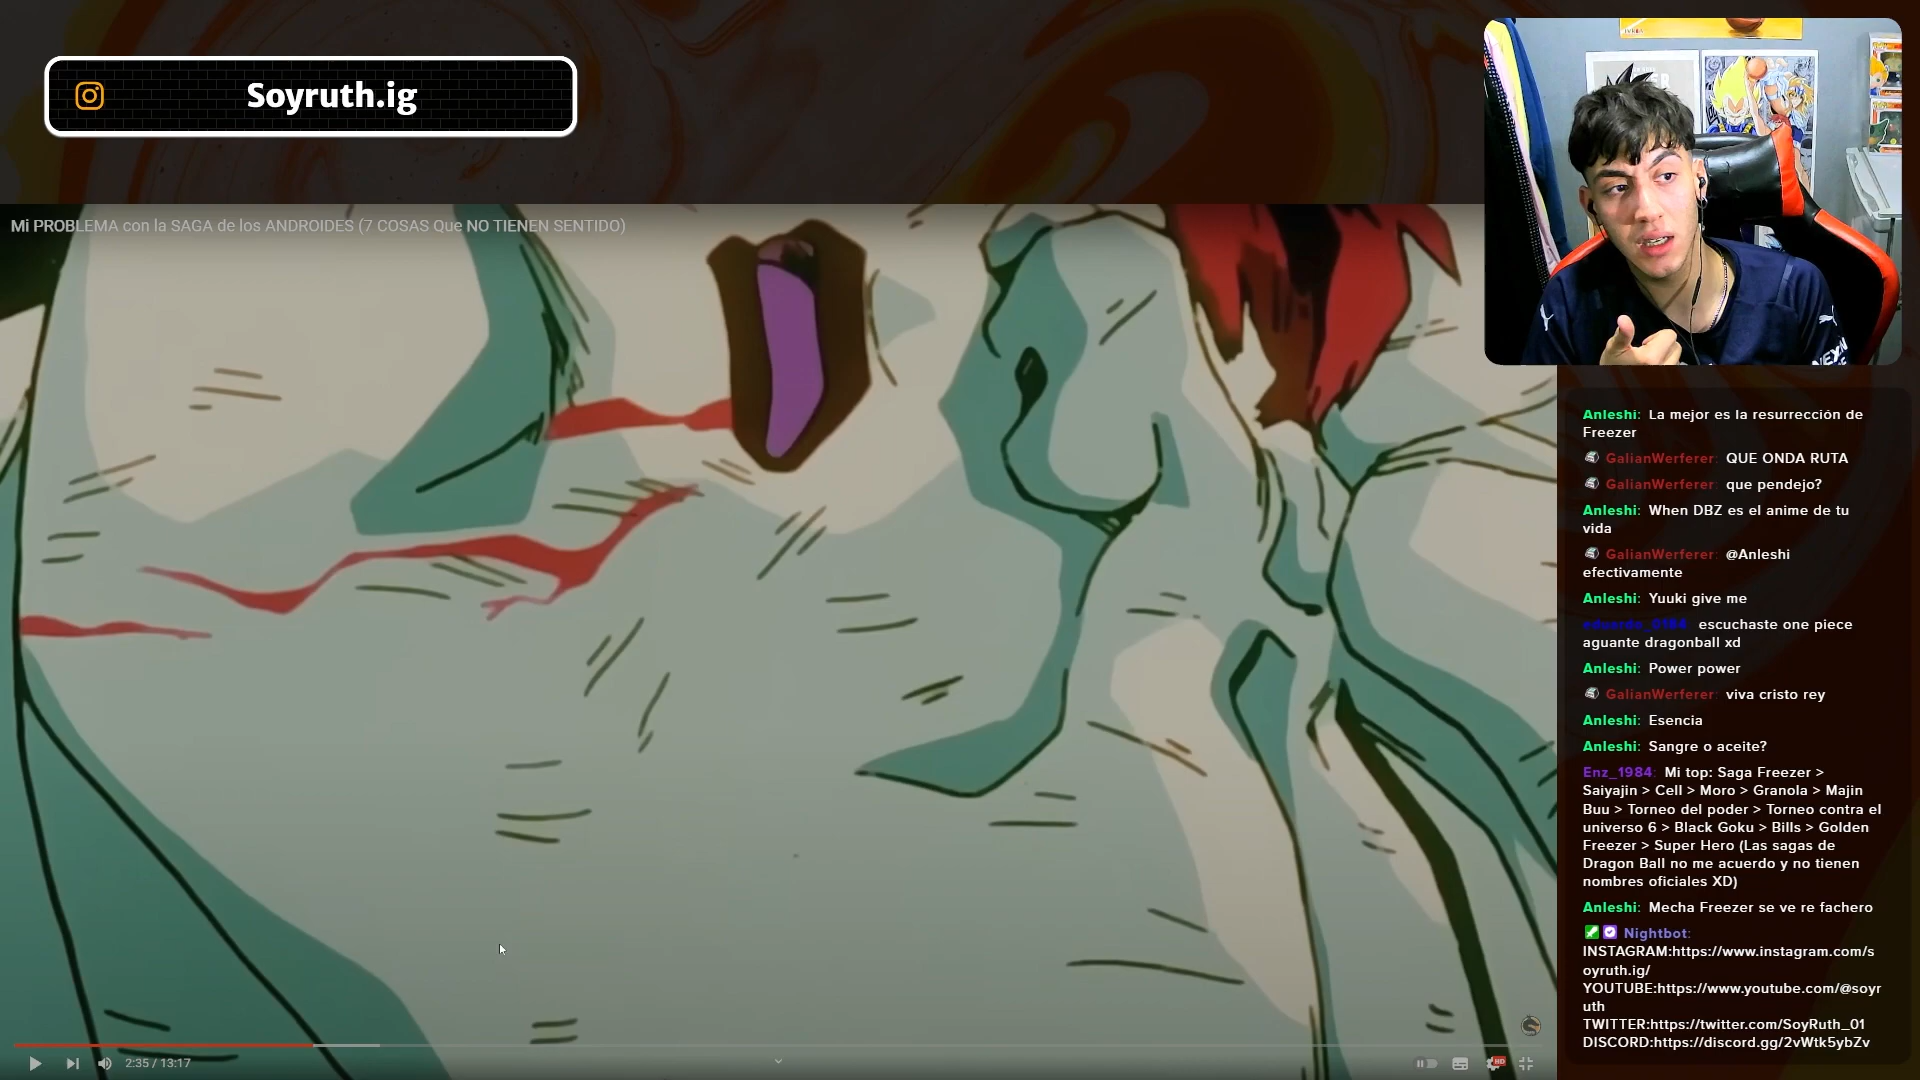 Soyruth.ig
Mi PROBLEMA con la SAGA de los ANDROIDES (7 COSAS Que NO TIENEN SENTIDO)
Anleshi: La mejor es la resurrección de
Freezer
GalianWerferer: QUE ONDA RUTA
GalianWerferer: que pendejo?
Anleshi: When DBZ es el anime de tu
vida
GalianWerferer: @Anleshi
efectivamente
Anleshi: Yuuki give me
escuchaste one piece
aguante dragonball xd
Anleshi: Power power
GalianWerferer: viva cristo rey
Anleshi: Esencia
Anleshi: Sangre o aceite?
Enz_1984: Mi top: Saga Freezer >
Saiyajin > Cell > Moro > Granola > Majin
Buu > Torneo del poder > Torneo contra el
universo 6 > Black Goku > Bills > Golden
Freezer > Super Hero (Las sagas de
Dragon Ball no me acuerdo y no tienen
nombres oficiales XD)
Anleshi: Mecha Freezer se ve re fachero
Nightbot:
INSTAGRAM:https://www.instagram.com/s
oyruth.ig/
YOUTUBE:https://www.youtube.com/@soyr
uth
TWITTER:https://twitter.com/SoyRuth_01
DISCORD:https://discord.gg/2vWtk5ybZv
2:35 / 13:17
HD